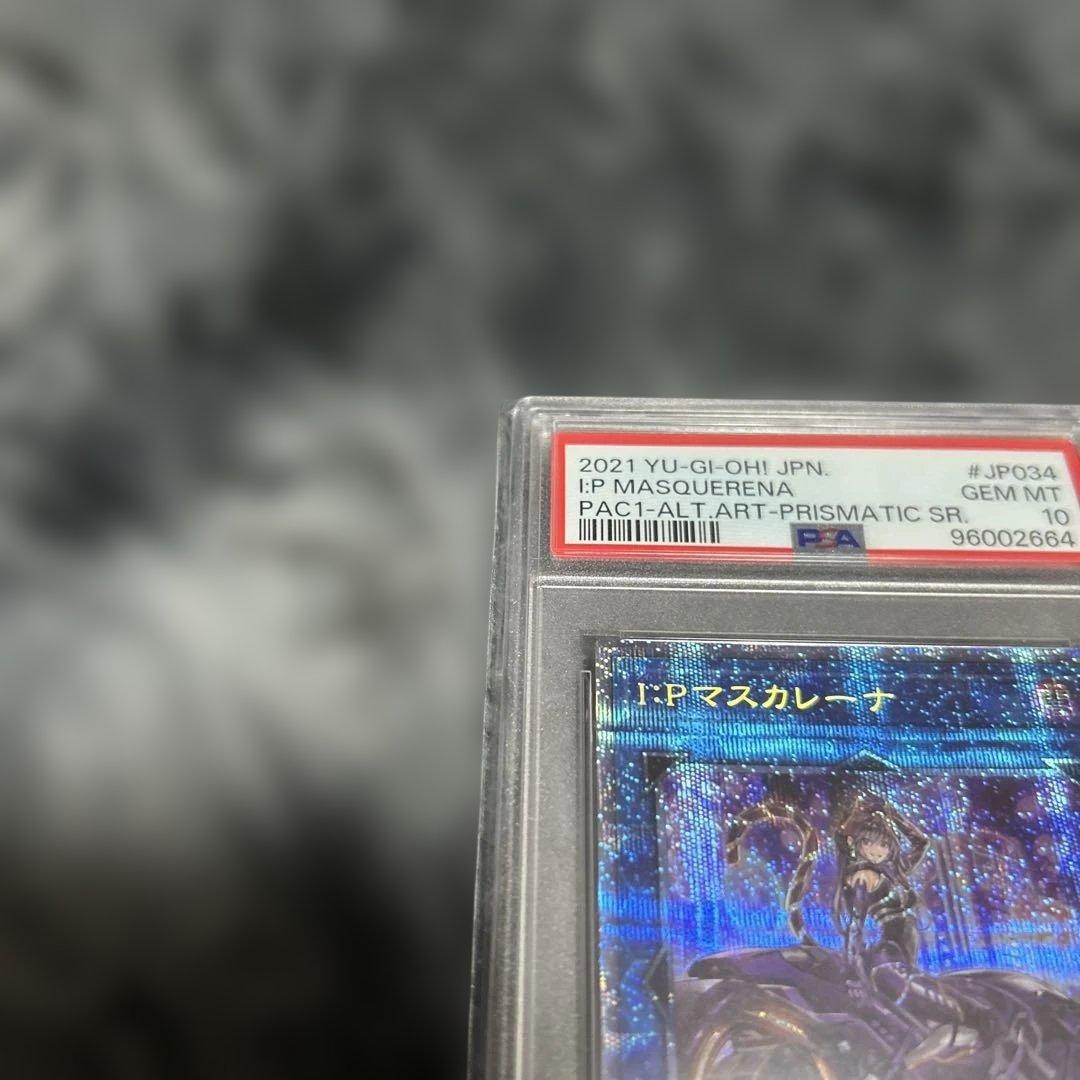 2021 YU-GI-OH! JPN. #JP034
I:P MASQUERENA GEM MT
PAC1-ALT.ART-PRISMATIC SR. 10
PSA 96002664
I:Pマスカレーナ